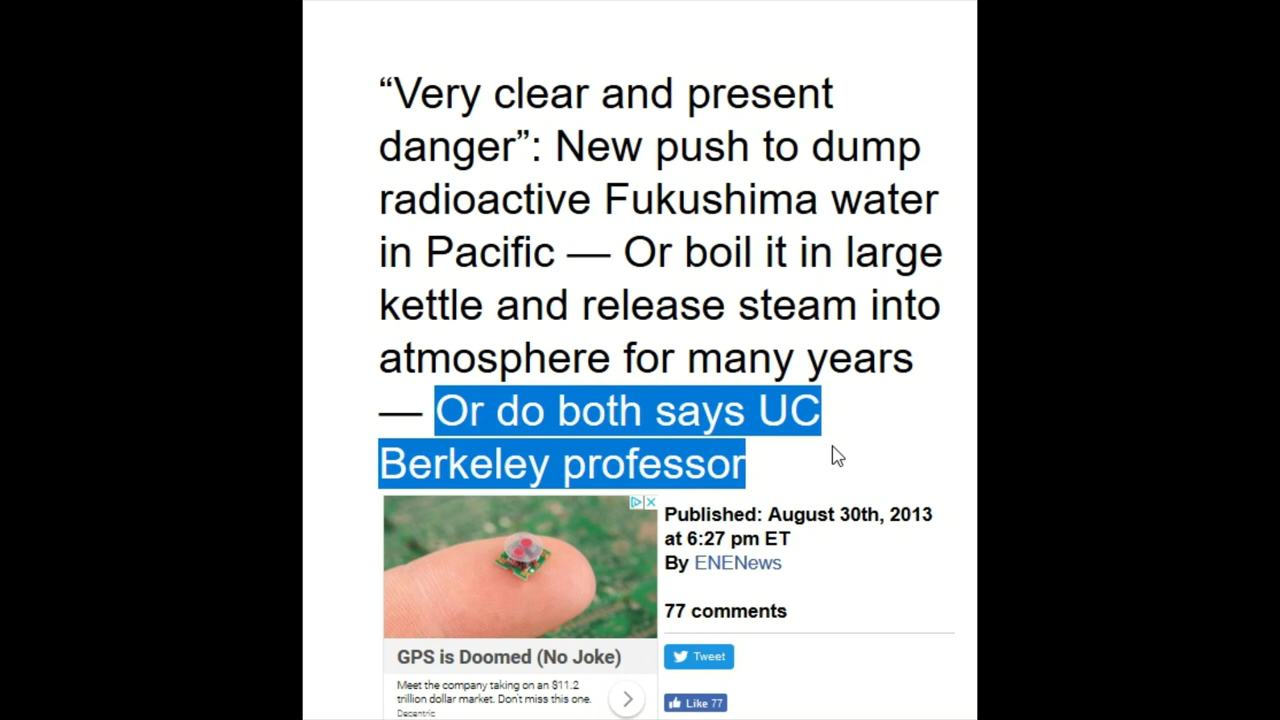 “Very clear and present
danger”: New push to dump
radioactive Fukushima water
in Pacific — Or boil it in large
kettle and release steam into
atmosphere for many years
— Or do both says UC
Berkeley professor
Published: August 30th, 2013
at 6:27 pm ET
By ENENews
77 comments
Tweet
Like 77
GPS is Doomed (No Joke)
Meet the company taking on an $11.2
trillion dollar market. Don't miss this one.
Decentric